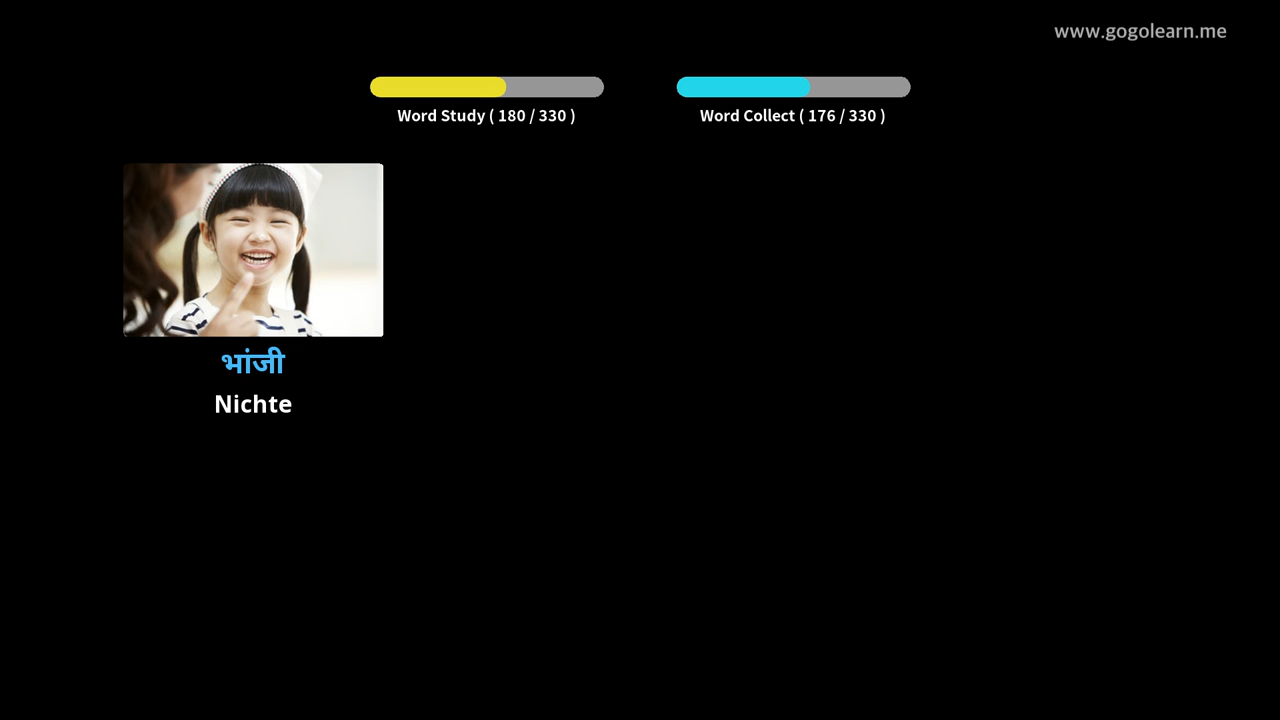 www.gogolearn.me
Word Study ( 180 / 330 )
Word Collect ( 176 / 330 )
भांजी
Nichte